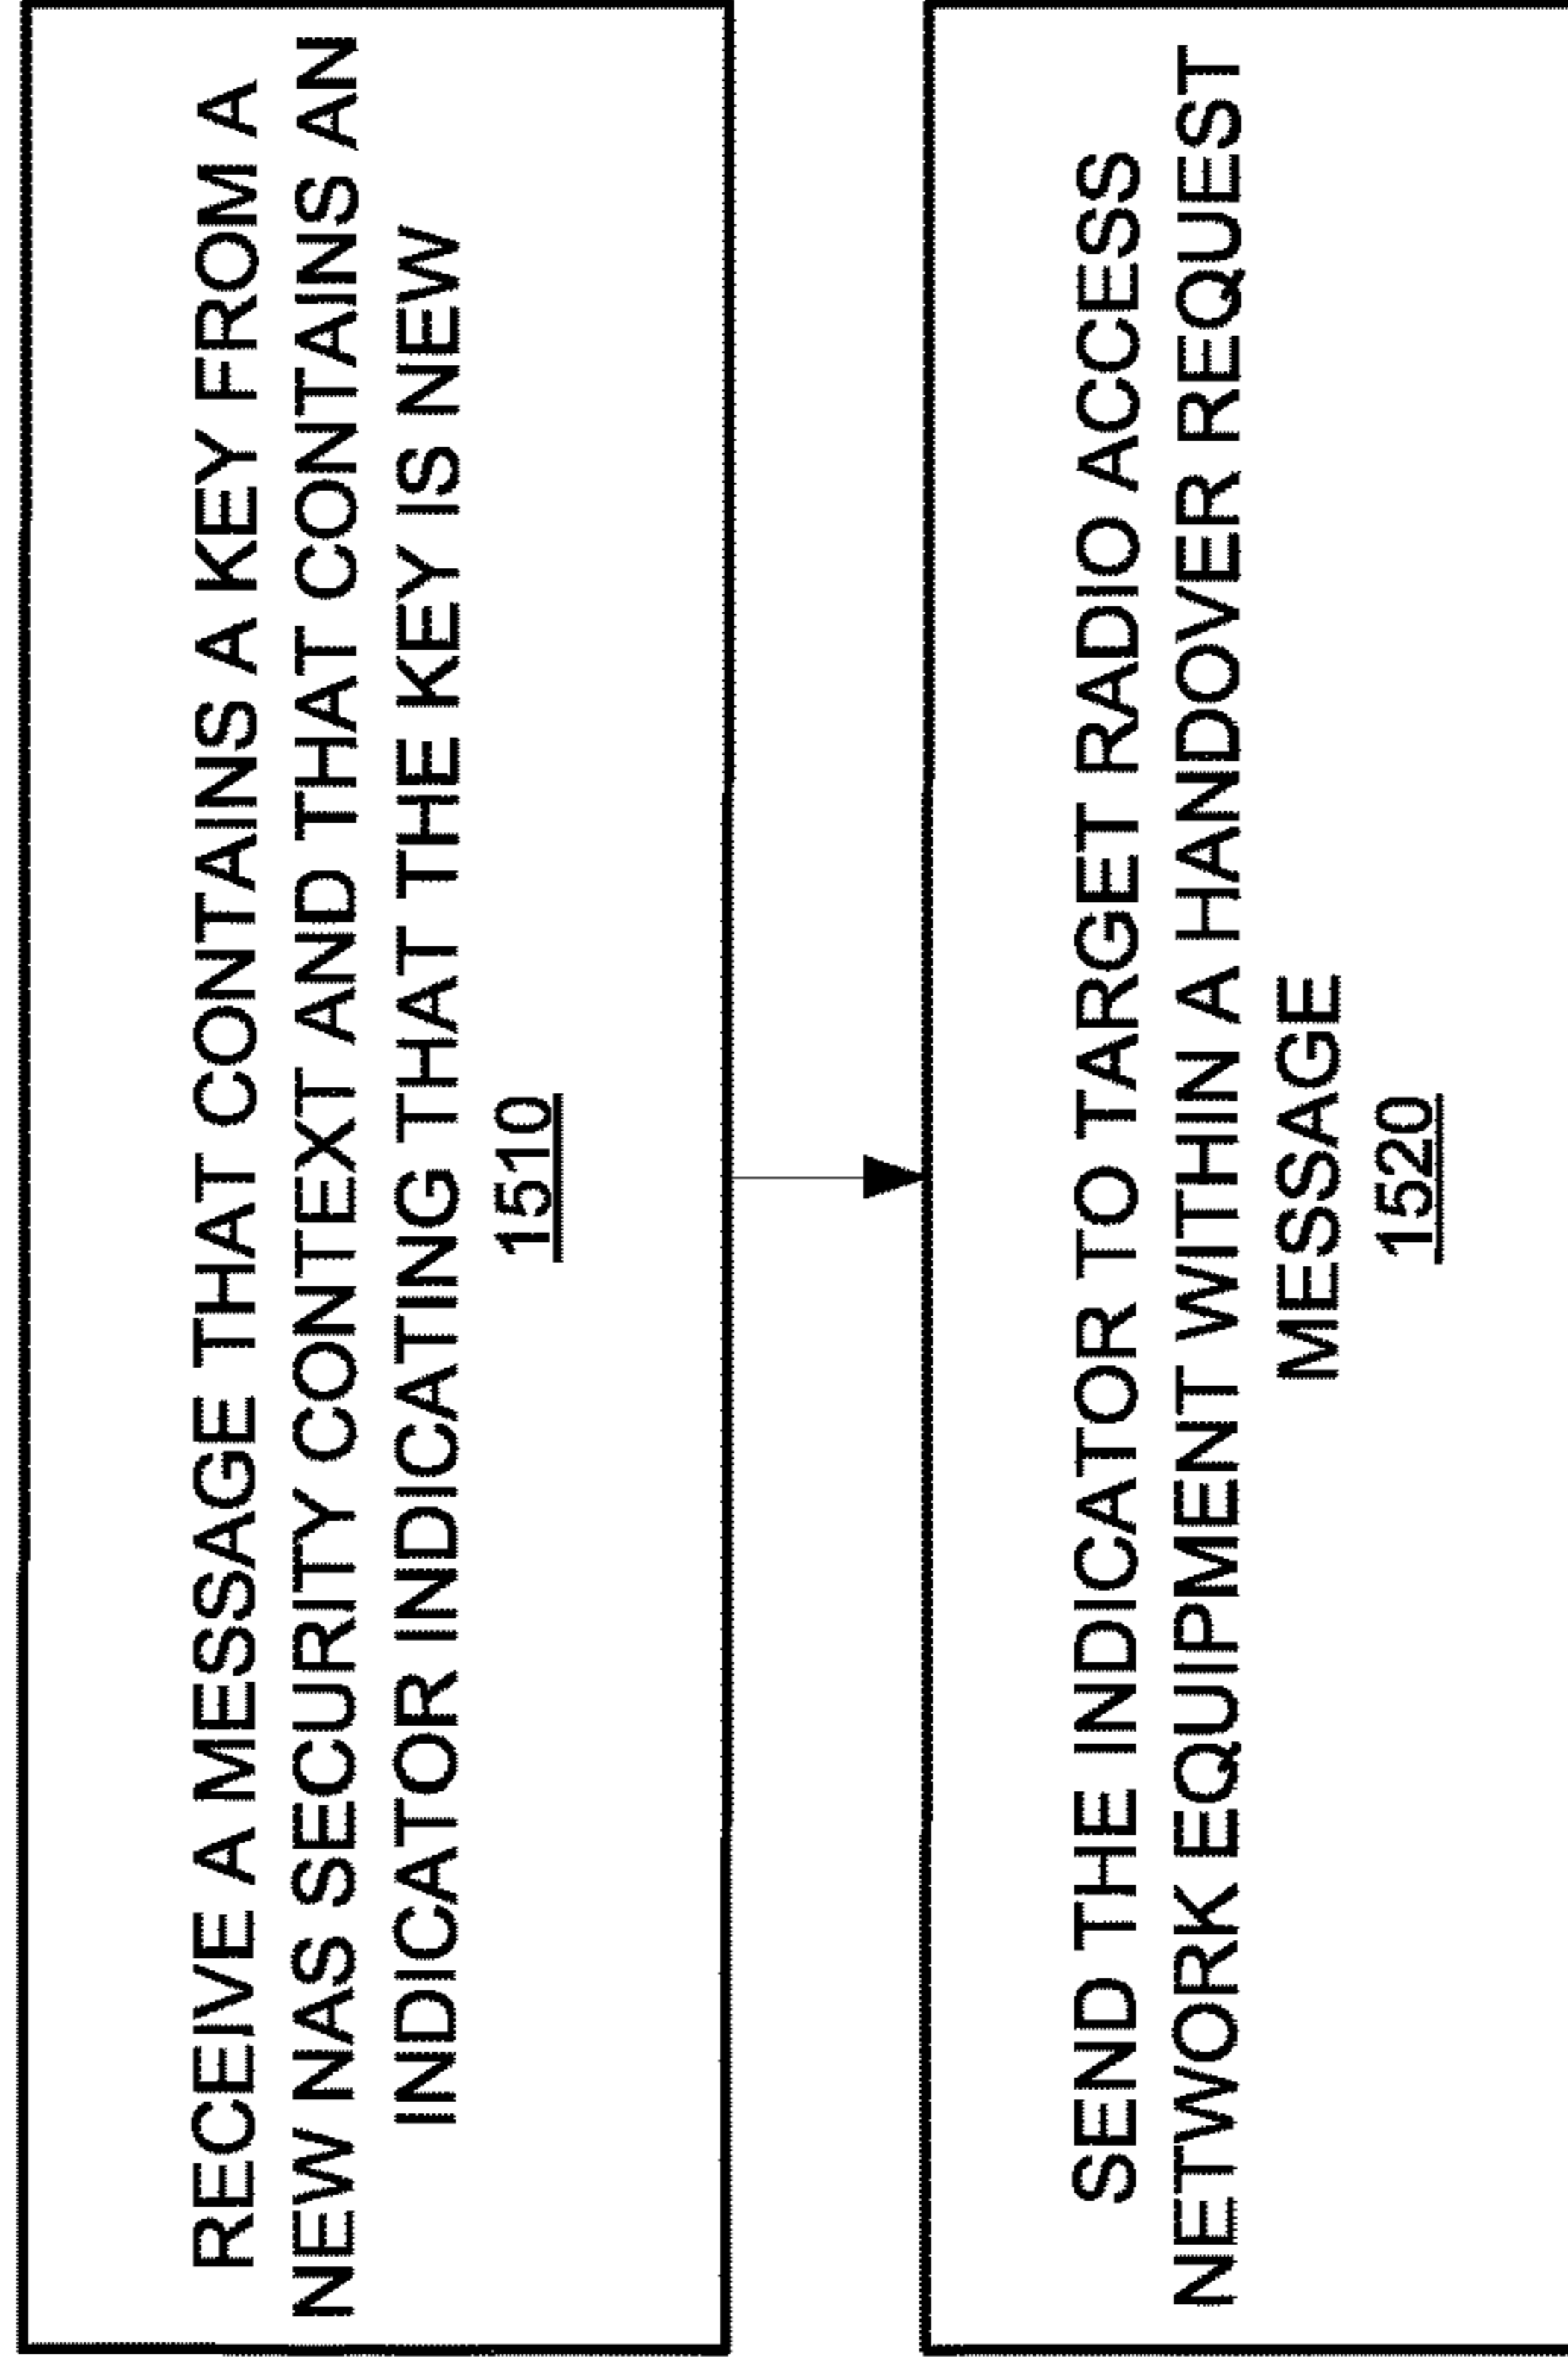 RECEIVE A MESSAGE THAT CONTAINS A KEY FROM A
NEW NAS SECURITY CONTEXT AND THAT CONTAINS AN
INDICATOR INDICATING THAT THE KEY IS NEW
1510
SEND THE INDICATOR TO TARGET RADIO ACCESS
NETWORK EQUIPMENT WITHIN A HANDOVER REQUEST
MESSAGE
1520